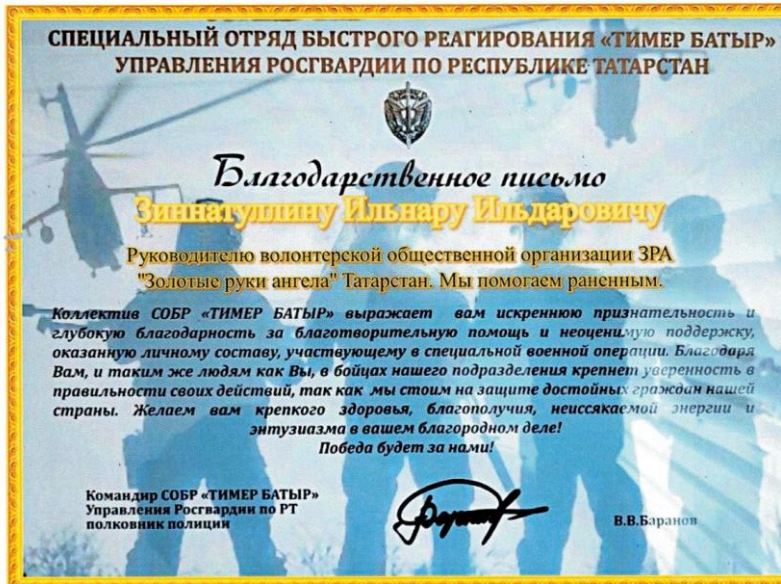 СПЕЦИАЛЬНЫЙ ОТРЯД БЫСТРОГО РЕАГИРОВАНИЯ «ТИМЕР БАТЫР»
УПРАВЛЕНИЯ РОСГВАРДИИ ПО РЕСПУБЛИКЕ ТАТАРСТАН
Благодарственное письмо
Зиннатуллину Ильнару Ильдаровичу
Руководителю волонтерской общественной организации ЗРА
"Золотые руки ангела" Татарстан. Мы помогаем раненным.
Коллектив СОБР «ТИМЕР БАТЫР» выражает вам искреннюю признательность и
глубокую благодарность за благотворительную помощь и неоценимую поддержку,
оказанную личному составу, участвующему в специальной военной операции. Благодаря
Вам, и таким же людям как Вы, в бойцах нашего подразделения крепнет уверенность в
правильности своих действий, так как мы стоим на защите достойных граждан нашей
страны. Желаем вам крепкого здоровья, благополучия, неиссякаемой энергии и
энтузиазма в вашем благородном деле!
Победа будет за нами!
Командир СОБР «ТИМЕР БАТЫР»
Управления Росгвардии по РТ
полковник полиции
В.В.Баранов